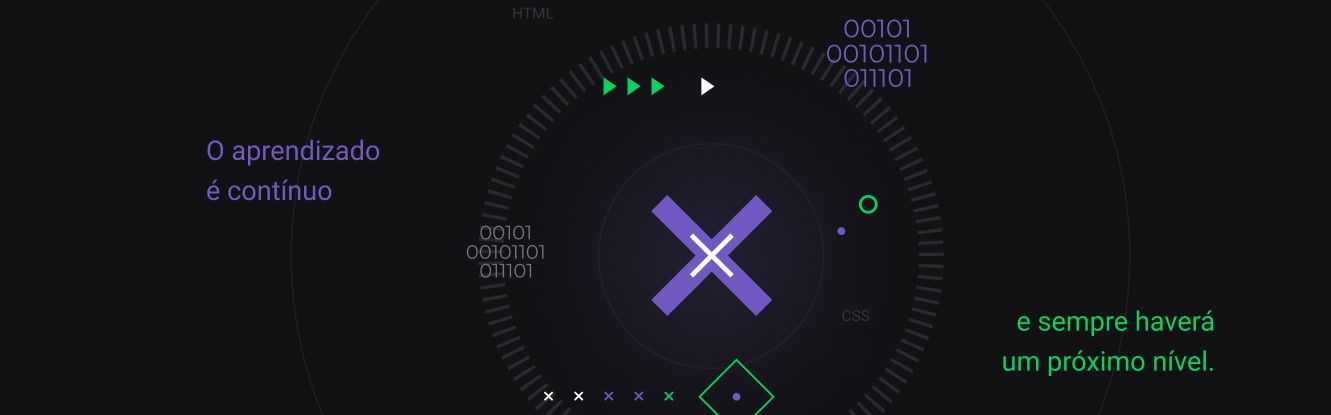 HTML
00101
00101101
011101
O aprendizado
é contínuo
00101
00101101
011101
CSS
e sempre haverá
um próximo nível.